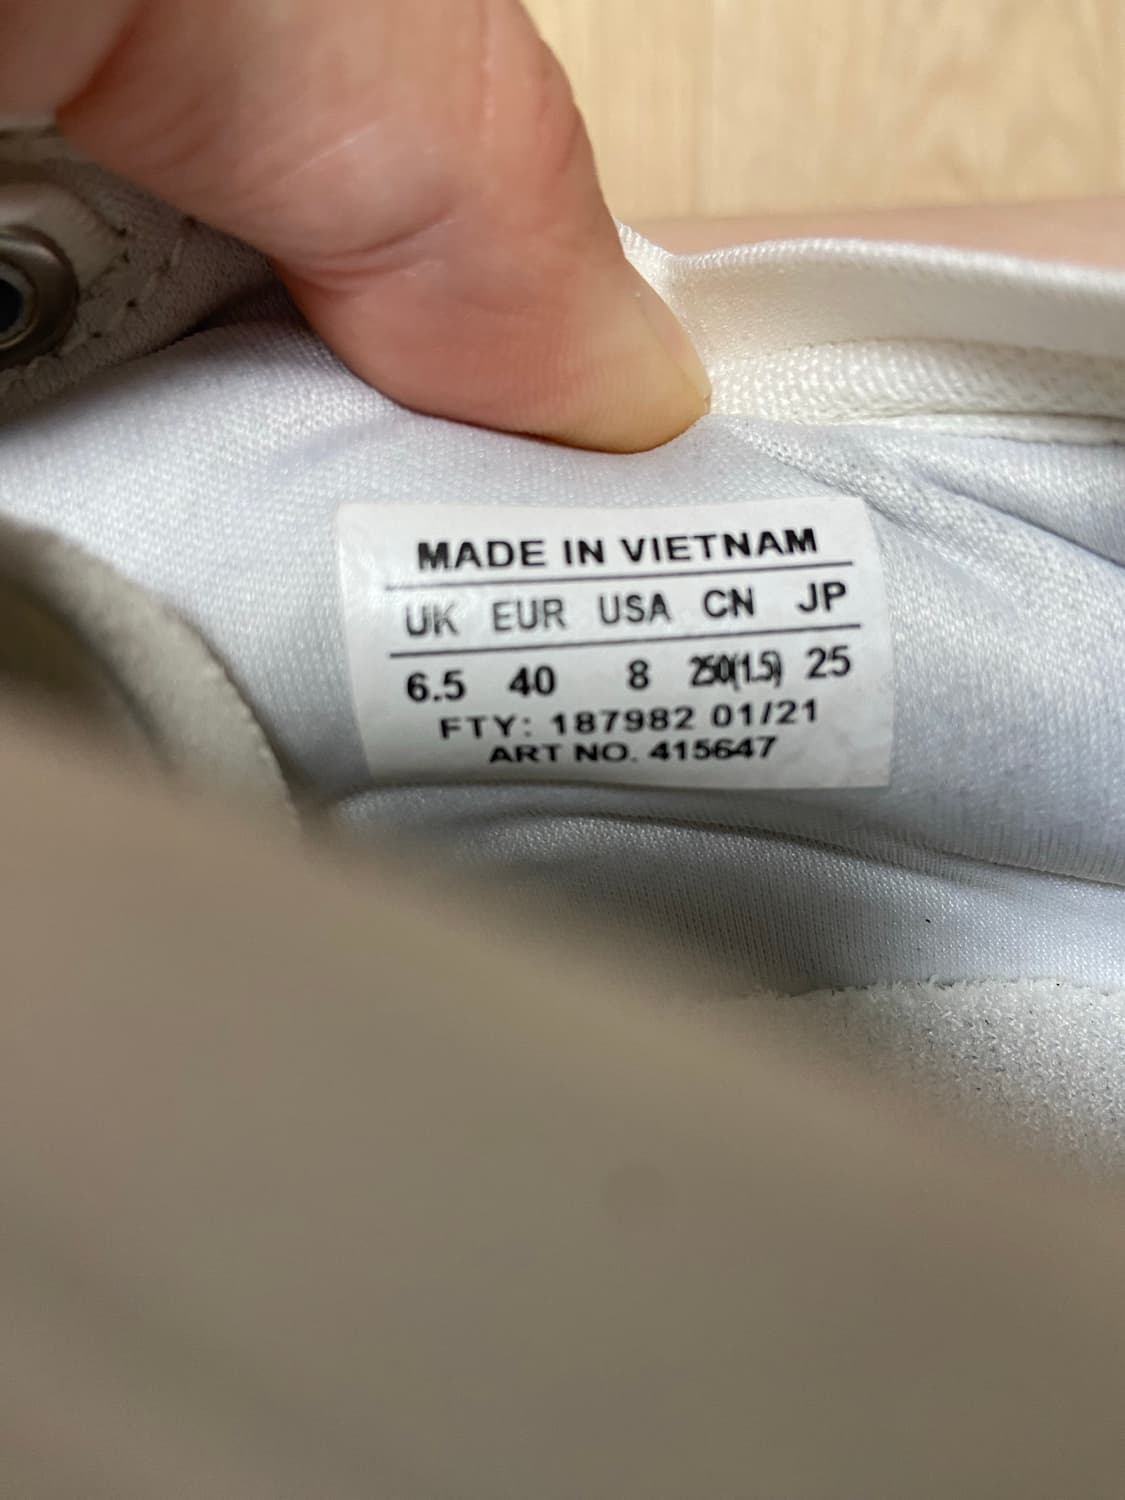 MADE IN VIETNAM
UK EUR USA CN JP
6.5 40 8 250(1.5) 25
FTY: 187982 01/21
ART NO. 415647